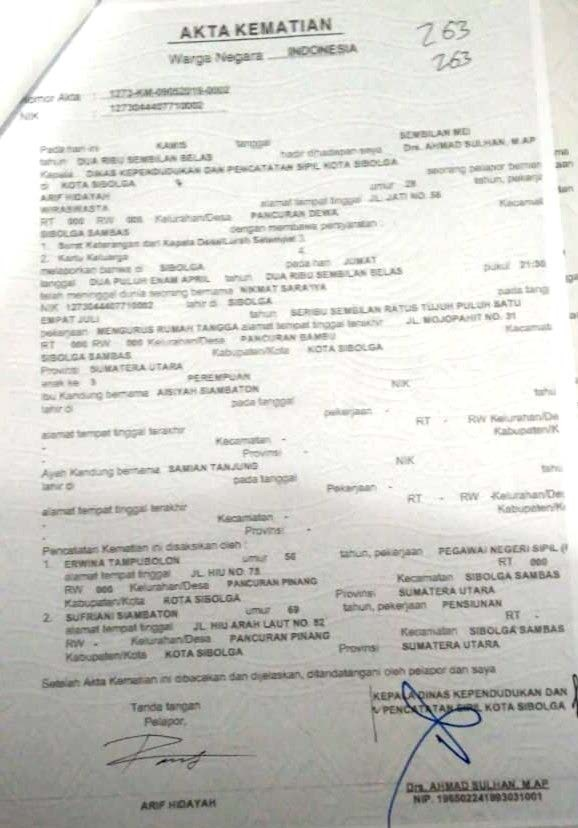 AKTA KEMATIAN
Warga Negara INDONESIA
263
263
Nomor Akta : 1273-KM-09052019-0002
NIK : 1273044407710002
Pada hari ini KAMIS tanggal SEMBILAN MEI
tahun DUA RIBU SEMBILAN BELAS hadir dihadapan saya Drs. AHMAD SULHAN, M.AP
Kepala DINAS KEPENDUDUKAN DAN PENCATATAN SIPIL KOTA SIBOLGA
di KOTA SIBOLGA seorang pelapor bernama
ARIF HIDAYAH umur 28 tahun, pekerja
WIRASWASTA alamat tempat tinggal JL. JATI NO. 56
RT 000 RW 000 Kelurahan/Desa PANCURAN DEWA Kecamat
SIBOLGA SAMBAS dengan membawa persyaratan :
1. Surat Keterangan dari Kepala Desa/Lurah Setempat 3.
2. Kartu Keluarga 4.
melaporkan bahwa di SIBOLGA pada hari JUMAT
tanggal DUA PULUH ENAM APRIL tahun DUA RIBU SEMBILAN BELAS pukul 21:30
telah meninggal dunia seorang bernama NIKMAT SARAIYA
NIK 1273044407710002 lahir di SIBOLGA pada tang
EMPAT JULI tahun SERIBU SEMBILAN RATUS TUJUH PULUH SATU
pekerjaan MENGURUS RUMAH TANGGA alamat tempat tinggal terakhir JL. MOJOPAHIT NO. 31
RT 000 RW 000 Kelurahan/Desa PANCURAN BAMBU Kecamata
SIBOLGA SAMBAS Kabupaten/Kota KOTA SIBOLGA
Provinsi SUMATERA UTARA
anak ke 3 PEREMPUAN
Ibu Kandung bernama AISIYAH SIAMBATON NIK
lahir di pada tanggal tahu
pekerjaan -
alamat tempat tinggal terakhir RT - RW Kelurahan/De
- Kecamatan - Kabupaten/K
- Provinsi -
Ayah Kandung bernama SAMIAN TANJUNG NIK
lahir di pada tanggal tahu
Pekerjaan -
alamat tempat tinggal terakhir RT - RW -Kelurahan/Des
- Kecamatan - Kabupaten/Ko
- Provinsi -
Pencatatan Kematian ini disaksikan oleh :
1. ERWINA TAMPUBOLON umur 56 tahun, pekerjaan PEGAWAI NEGERI SIPIL (
alamat tempat tinggal JL. HIU NO. 75 RT 000
RW 000 Kelurahan/Desa PANCURAN PINANG Kecamatan SIBOLGA SAMBAS
Kabupaten/Kota KOTA SIBOLGA Provinsi SUMATERA UTARA
2. SUFRIANI SIAMBATON umur 69 tahun, pekerjaan PENSIUNAN
alamat tempat tinggal JL. HIU ARAH LAUT NO. 82 RT -
RW - Kelurahan/Desa PANCURAN PINANG Kecamatan SIBOLGA SAMBAS
Kabupaten/Kota KOTA SIBOLGA Provinsi SUMATERA UTARA
Setelah Akta Kematian ini dibacakan dan dijelaskan, ditandatangani oleh pelapor dan saya
Tanda tangan
Pelapor,
ARIF HIDAYAH
KEPALA DINAS KEPENDUDUKAN DAN
PENCATATAN SIPIL KOTA SIBOLGA
Drs. AHMAD SULHAN, M.AP
NIP. 196502241993031001